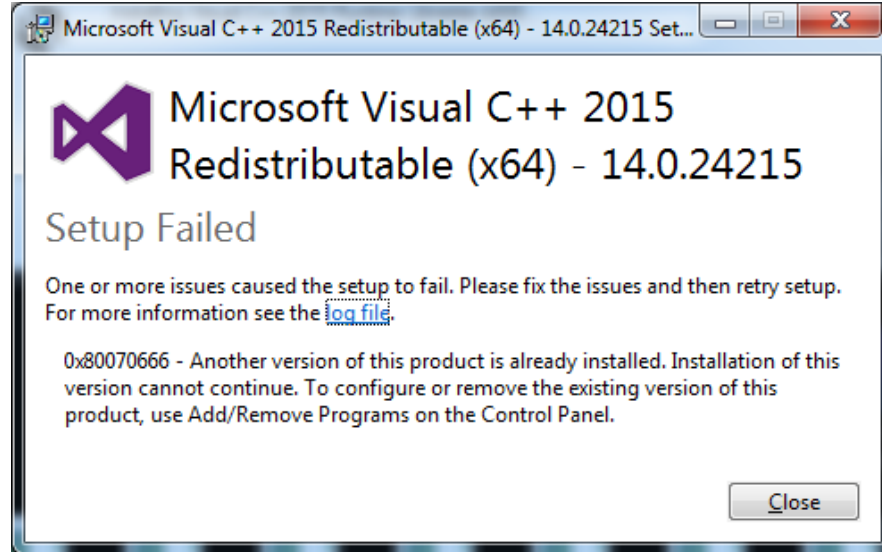 Microsoft Visual C++ 2015 Redistributable (x64) - 14.0.24215 Set...
Microsoft Visual C++ 2015
Redistributable (x64) - 14.0.24215
Setup Failed
One or more issues caused the setup to fail. Please fix the issues and then retry setup.
For more information see the log file.
0x80070666 - Another version of this product is already installed. Installation of this
version cannot continue. To configure or remove the existing version of this
product, use Add/Remove Programs on the Control Panel.
Close